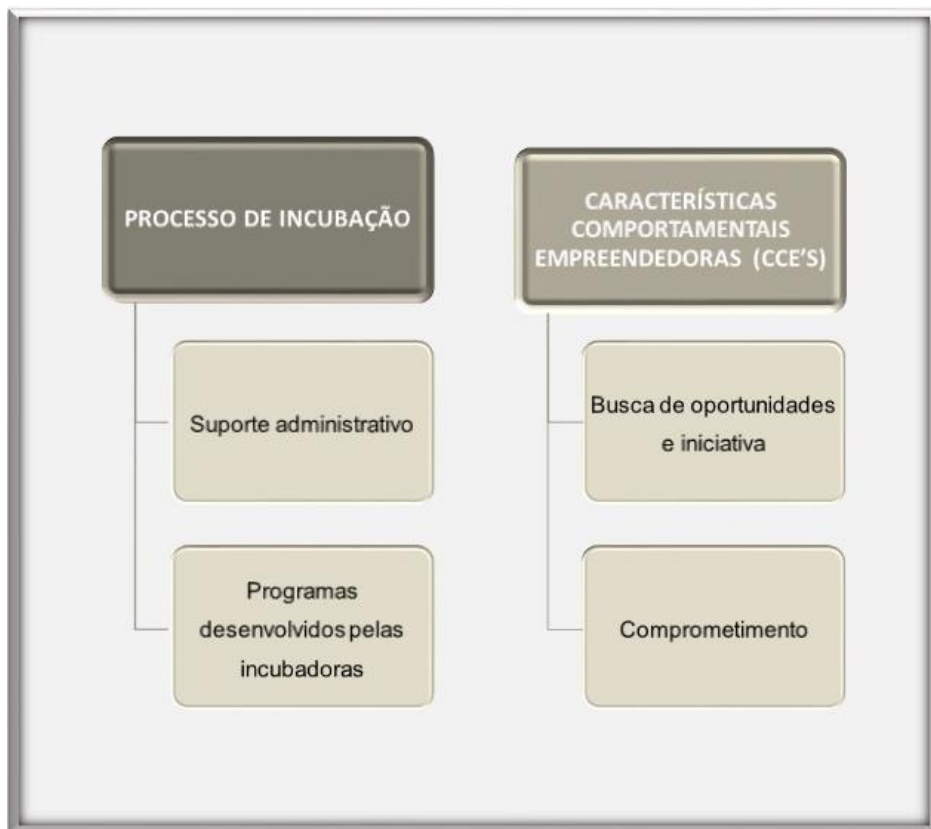 PROCESSO DE INCUBAÇÃO
Suporte administrativo
Programas
desenvolvidos pelas
incubadoras
CARACTERÍSTICAS
COMPORTAMENTAIS
EMPREENDEDORAS (CCE'S)
Busca de oportunidades
e iniciativa
Comprometimento